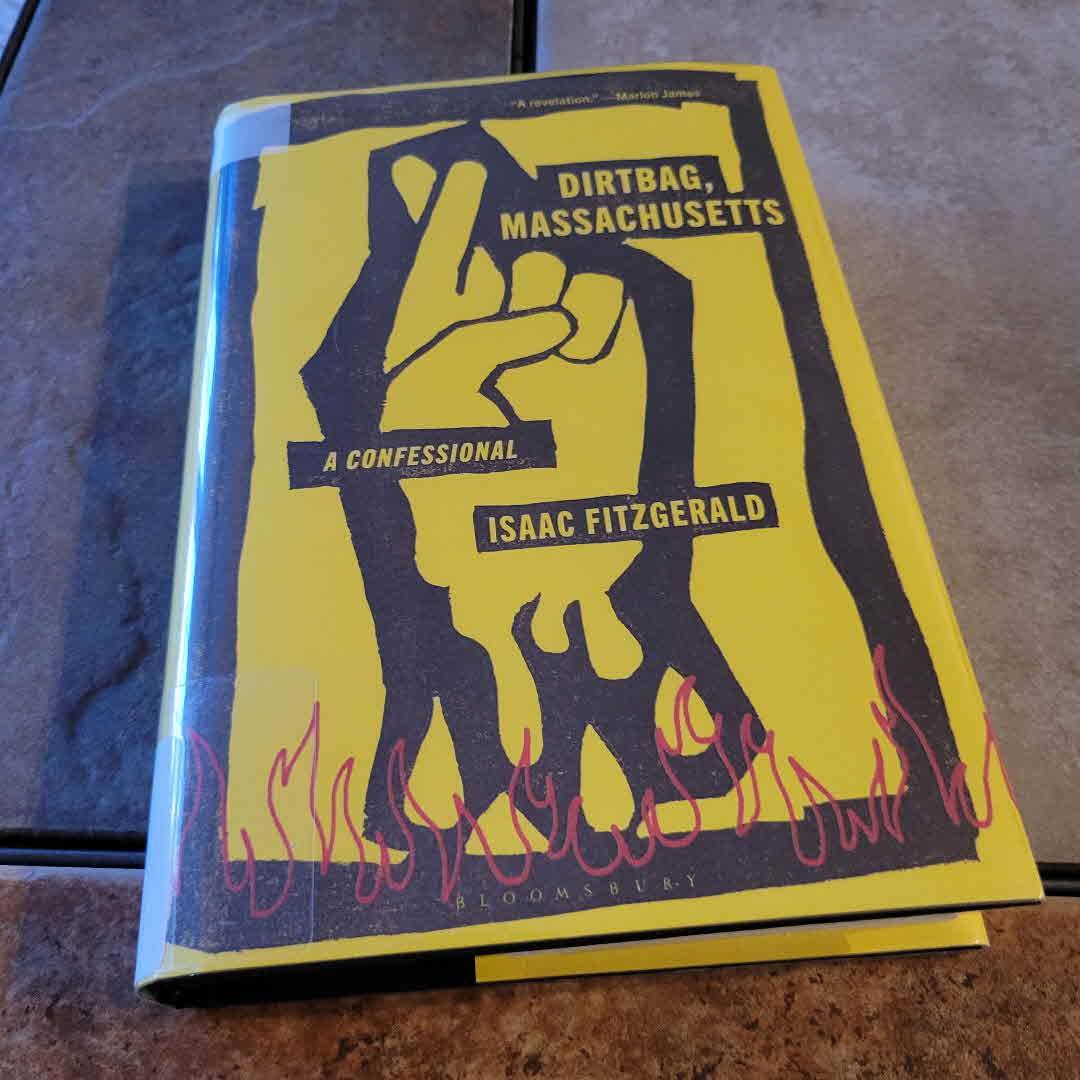 "A revelation." —Marlon James
DIRTBAG,
MASSACHUSETTS
A CONFESSIONAL
ISAAC FITZGERALD
BLOOMSBURY